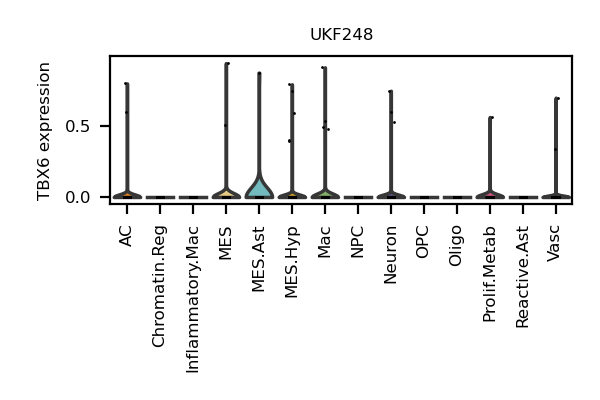 UKF248
TBX6 expression
0.5
0.0
AC
Chromatin.Reg
Inflammatory.Mac
MES
MES.Ast
MES.Hyp
Mac
NPC
Neuron
OPC
Oligo
Prolif.Metab
Reactive.Ast
Vasc